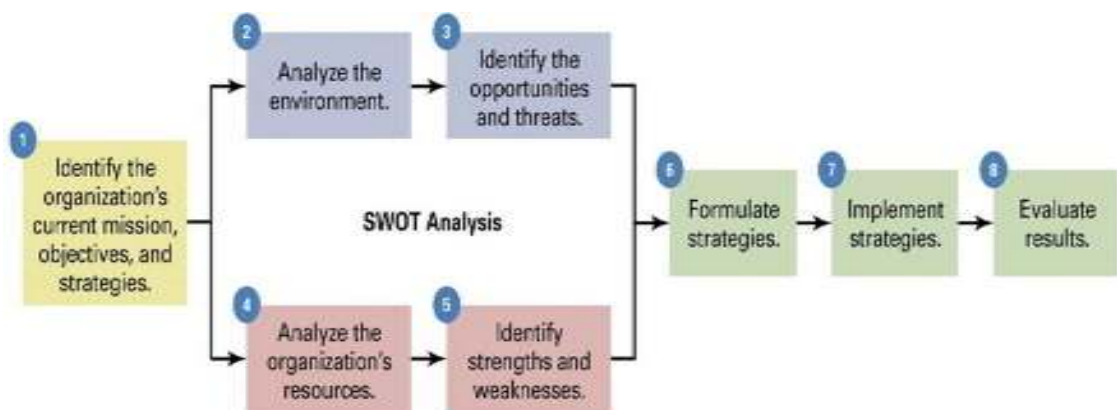 1
Identify the
organization's
current mission,
objectives, and
strategies.
2
Analyze the
environment.
3
Identify the
opportunities
and threats.
SWOT Analysis
4
Analyze the
organization's
resources.
5
Identify
strengths and
weaknesses.
6
Formulate
strategies.
7
Implement
strategies.
8
Evaluate
results.